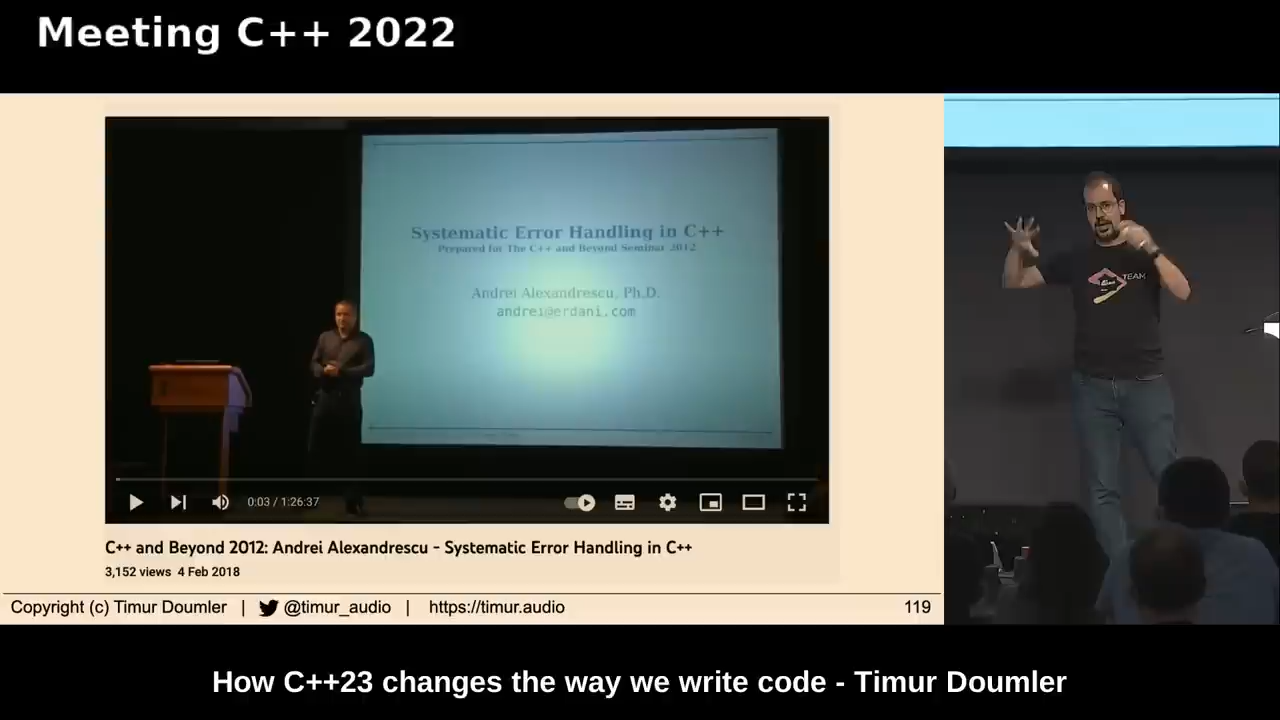 Meeting C++ 2022
Systematic Error Handling in C++
Prepared for The C++ and Beyond Seminar 2012
Andrei Alexandrescu, Ph.D.
andrei@erdani.com
0:03 / 1:26:37
C++ and Beyond 2012: Andrei Alexandrescu - Systematic Error Handling in C++
3,152 views 4 Feb 2018
Copyright (c) Timur Doumler | @timur_audio | https://timur.audio
119
TEAM
How C++23 changes the way we write code - Timur Doumler